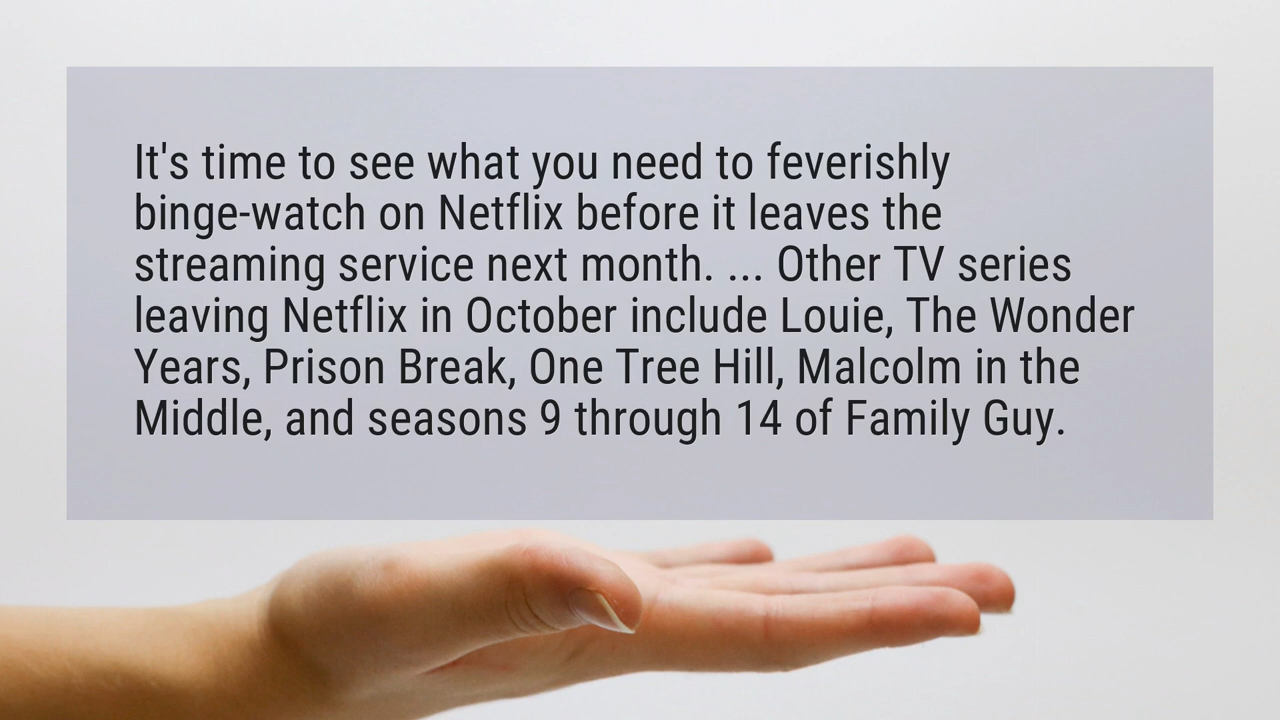 It's time to see what you need to feverishly
binge-watch on Netflix before it leaves the
streaming service next month. ... Other TV series
leaving Netflix in October include Louie, The Wonder
Years, Prison Break, One Tree Hill, Malcolm in the
Middle, and seasons 9 through 14 of Family Guy.